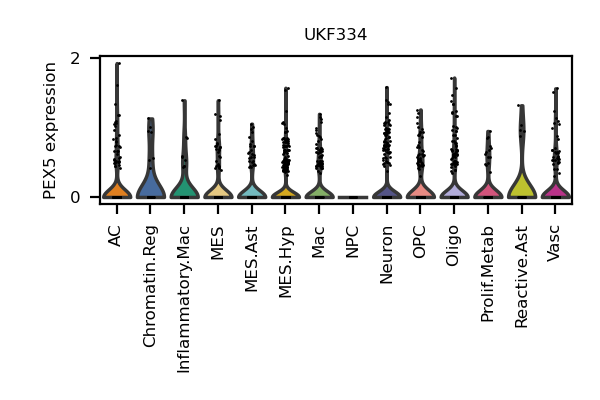 UKF334
PEX5 expression
2
0
AC
Chromatin.Reg
Inflammatory.Mac
MES
MES.Ast
MES.Hyp
Mac
NPC
Neuron
OPC
Oligo
Prolif.Metab
Reactive.Ast
Vasc